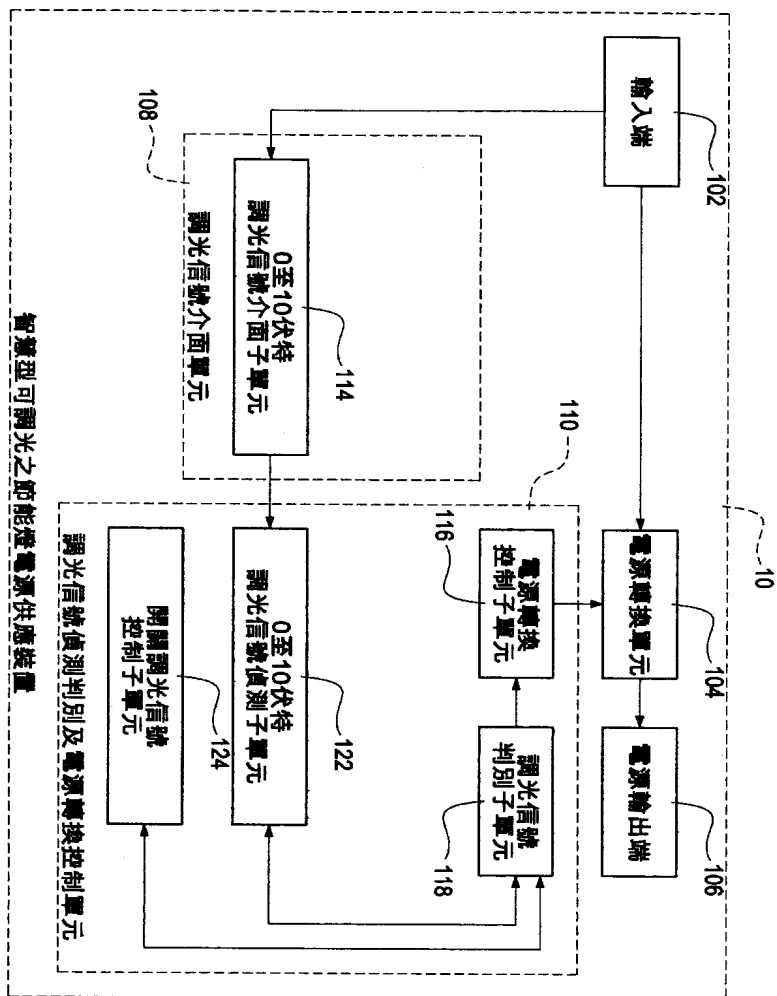 10
輸入端
102
電源轉換單元
104
電源輸出端
106
110
電源轉換
控制子單元
116
調光信號
判別子單元
118
108
0至10伏特
調光信號介面子單元
114
調光信號介面單元
0至10伏特
調光信號偵測子單元
122
開關調光信號
控制子單元
124
調光信號偵測判別及電源轉換控制單元
智慧型可調光之節能燈電源供應裝置